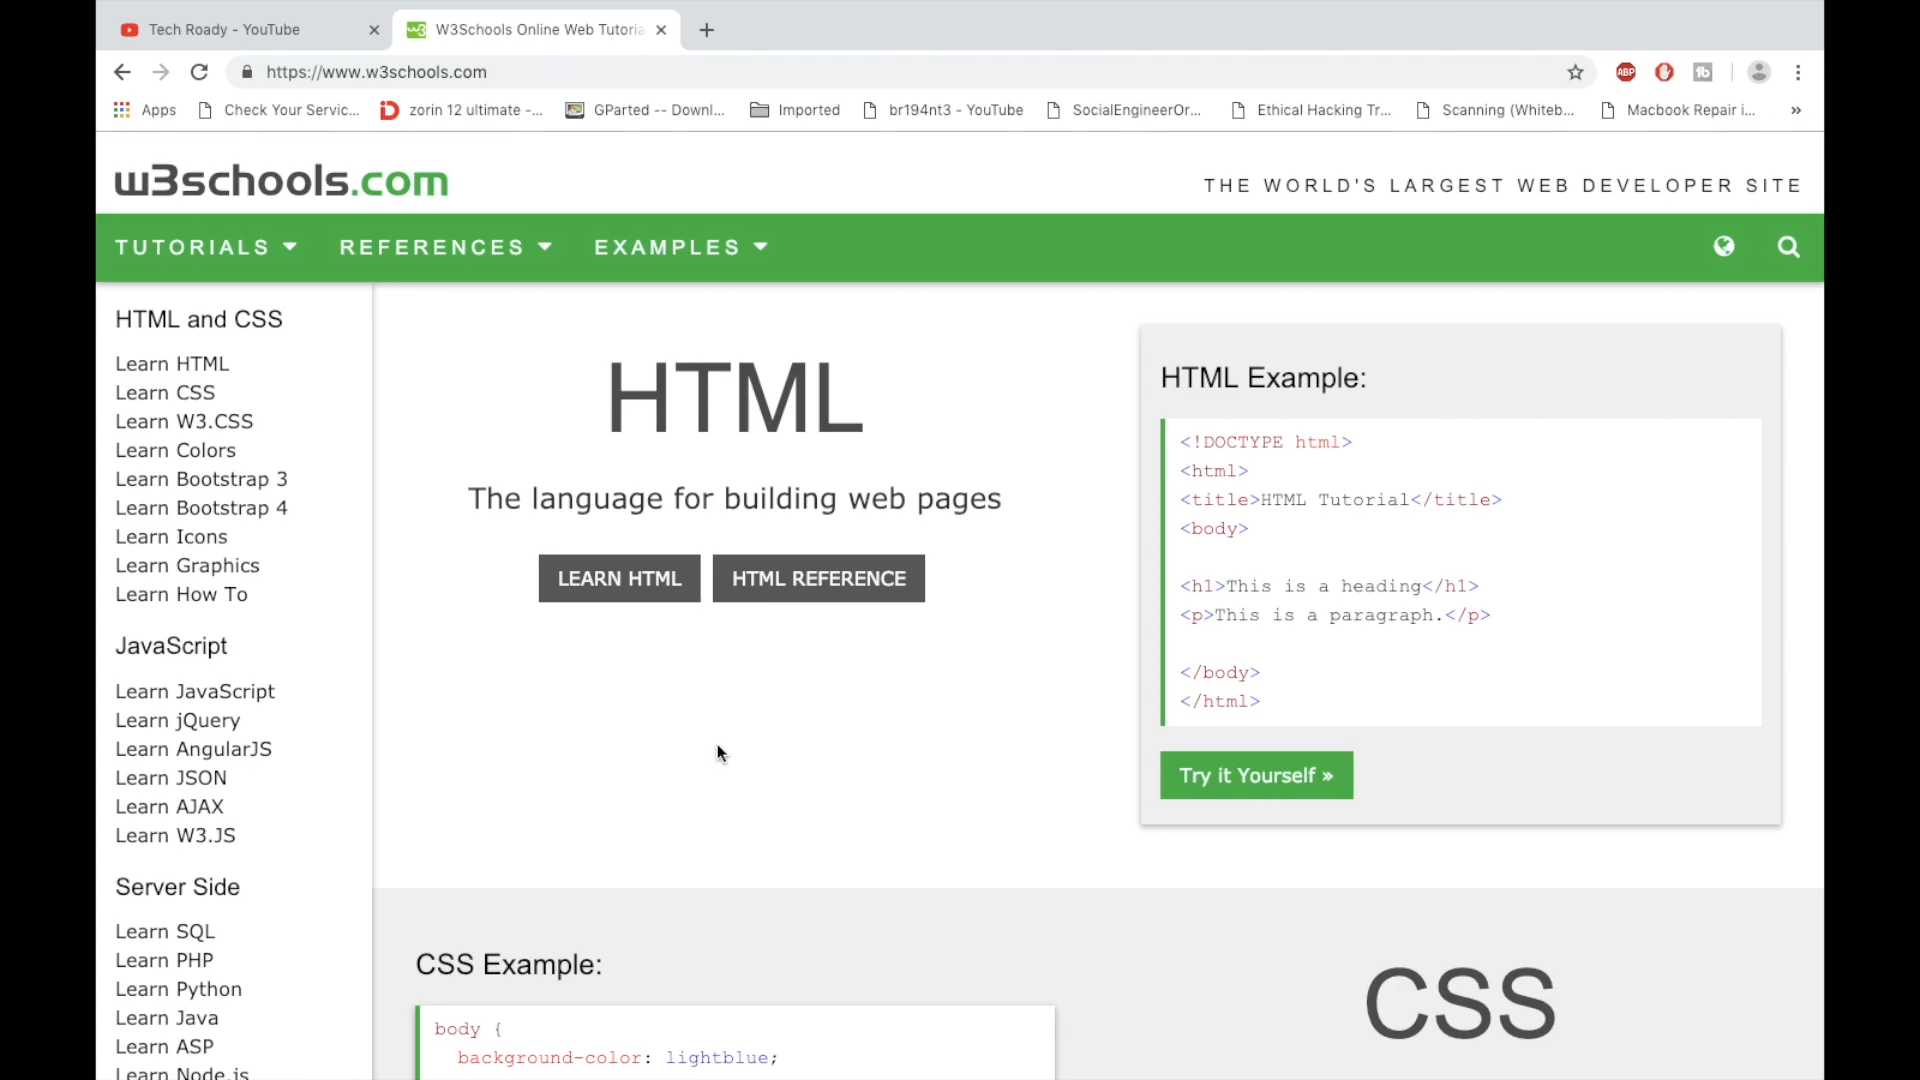 Tech Ready - YouTube
W3Schools Online Web Tutoria
https://www.w3schools.com
ABP
Apps
Check Your Servic...
zorin 12 ultimate -...
GParted -- Downl...
Imported
br194nt3 - YouTube
SocialEngineerOr...
Ethical Hacking Tr...
Scanning (Whiteb...
Macbook Repair i...
»
w3schools.com
THE WORLD'S LARGEST WEB DEVELOPER SITE
TUTORIALS
REFERENCES
EXAMPLES
HTML and CSS
Learn HTML
Learn CSS
Learn W3.CSS
Learn Colors
Learn Bootstrap 3
Learn Bootstrap 4
Learn Icons
Learn Graphics
Learn How To
JavaScript
Learn JavaScript
Learn jQuery
Learn AngularJS
Learn JSON
Learn AJAX
Learn W3.JS
Server Side
Learn SQL
Learn PHP
Learn Python
Learn Java
Learn ASP
Learn Node.js
HTML
The language for building web pages
LEARN HTML
HTML REFERENCE
HTML Example:
<!DOCTYPE html>
<html>
<title>HTML Tutorial</title>
<body>
<h1>This is a heading</h1>
<p>This is a paragraph.</p>
</body>
</html>
Try it Yourself »
CSS Example:
body {
background-color: lightblue;
CSS